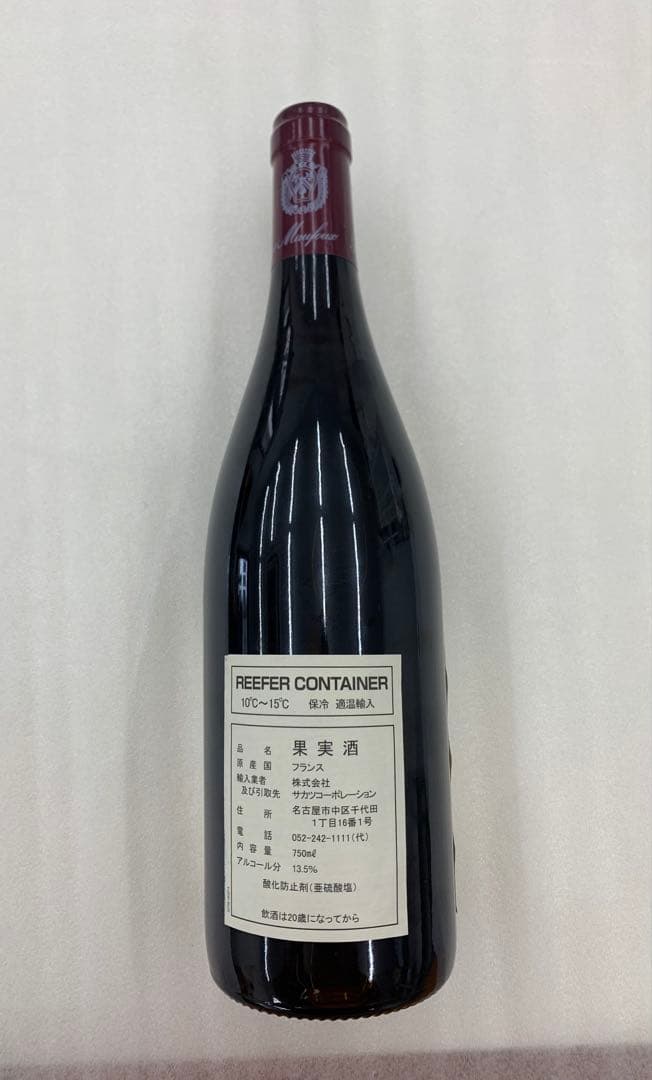 Maufoux
REEFER CONTAINER
10℃～15℃ 保冷 適温輸入
品名 果実酒
原産国 フランス
輸入業者 株式会社
及び引取先 サカツコーポレーション
住所 名古屋市中区千代田
1丁目16番1号
電話 052-242-1111(代)
内容量 750mℓ
アルコール分 13.5%
酸化防止剤(亜硫酸塩)
飲酒は20歳になってから